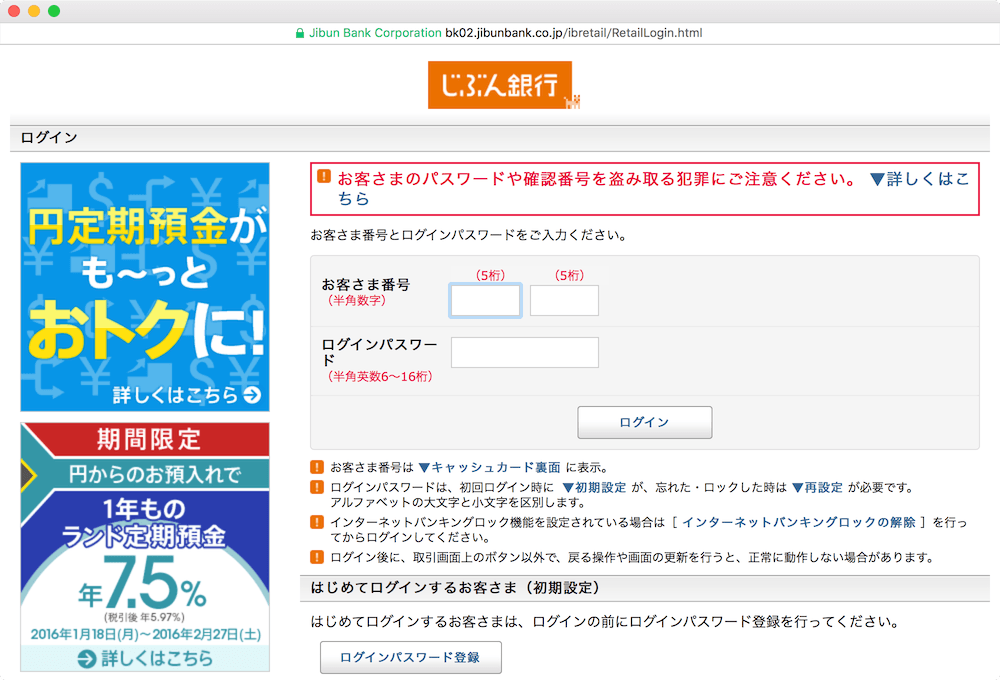 Jibun Bank Corporation bk02.jibunbank.co.jp/ibretail/RetailLogin.html
じぶん銀行
ログイン
円定期預金が
も〜っと
おトクに!
詳しくはこちら
期間限定
円からのお預入れで
1年もの
ランド定期預金
年7.5%
(税引後 年5.97%)
2016年1月18日(月)〜2016年2月27日(土)
詳しくはこちら
お客さまのパスワードや確認番号を盗み取る犯罪にご注意ください。 ▼詳しくはこ
ちら
お客さま番号とログインパスワードをご入力ください。
(5桁) (5桁)
お客さま番号
(半角数字)
ログインパスワー
ド
(半角英数6〜16桁)
ログイン
お客さま番号は ▼キャッシュカード裏面 に表示。
ログインパスワードは、初回ログイン時に ▼初期設定 が、忘れた・ロックした時は ▼再設定 が必要です。
アルファベットの大文字と小文字を区別します。
インターネットバンキングロック機能を設定されている場合は [ インターネットバンキングロックの解除 ] を行っ
てからログインしてください。
ログイン後に、取引画面上のボタン以外で、戻る操作や画面の更新を行うと、正常に動作しない場合があります。
はじめてログインするお客さま(初期設定)
はじめてログインするお客さまは、ログインの前にログインパスワード登録を行ってください。
ログインパスワード登録